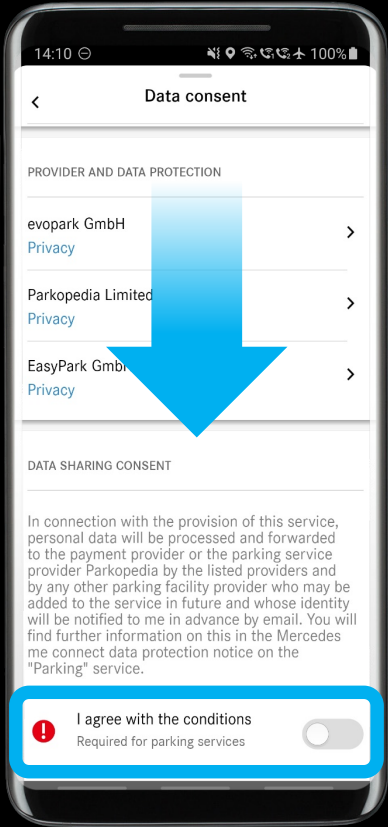 14:10
100%
Data consent
PROVIDER AND DATA PROTECTION
evopark GmbH
Privacy
Parkopedia Limited
Privacy
EasyPark GmbH
Privacy
DATA SHARING CONSENT
In connection with the provision of this service,
personal data will be processed and forwarded
to the payment provider or the parking service
provider Parkopedia by the listed providers and
by any other parking facility provider who may be
added to the service in future and whose identity
will be notified to me in advance by email. You will
find further information on this in the Mercedes
me connect data protection notice on the
"Parking" service.
I agree with the conditions
Required for parking services